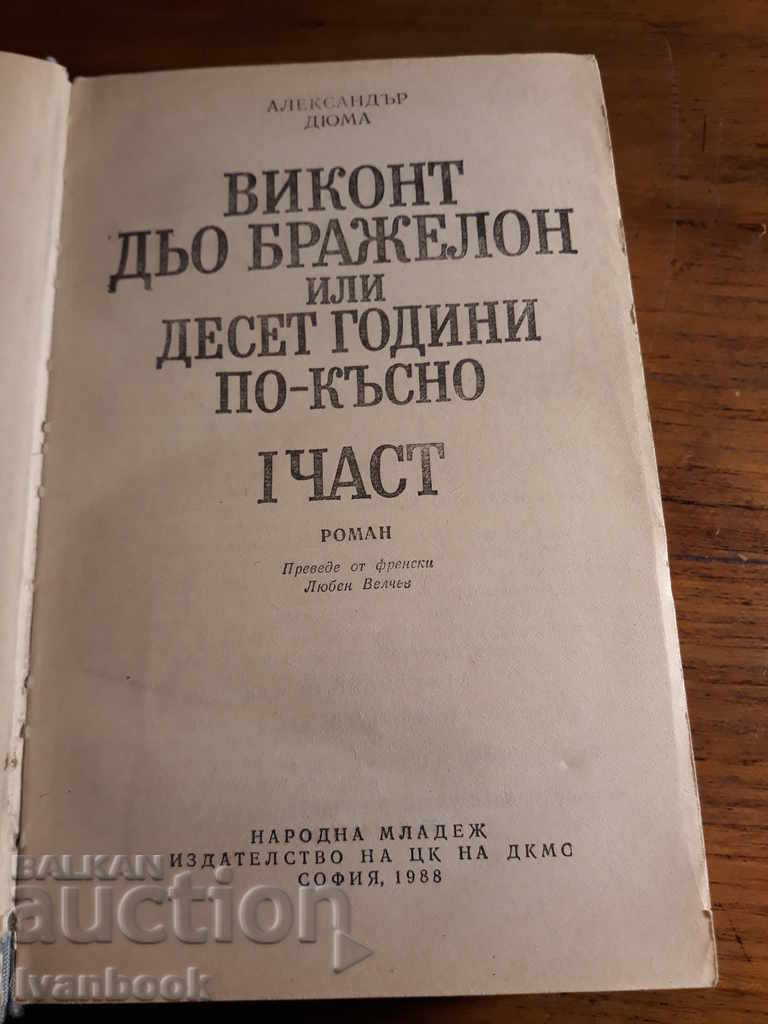 АЛЕКСАНДЪР
ДЮМА
ВИКОНТ
ДЬО БРАЖЕЛОН
ИЛИ
ДЕСЕТ ГОДИНИ
ПО-КЪСНО
I ЧАСТ
РОМАН
Преведе от френски
Любен Велчев
НАРОДНА МЛАДЕЖ
ИЗДАТЕЛСТВО НА ЦК НА ДКМС
СОФИЯ, 1988
BALKAN
auction
Ivanbook